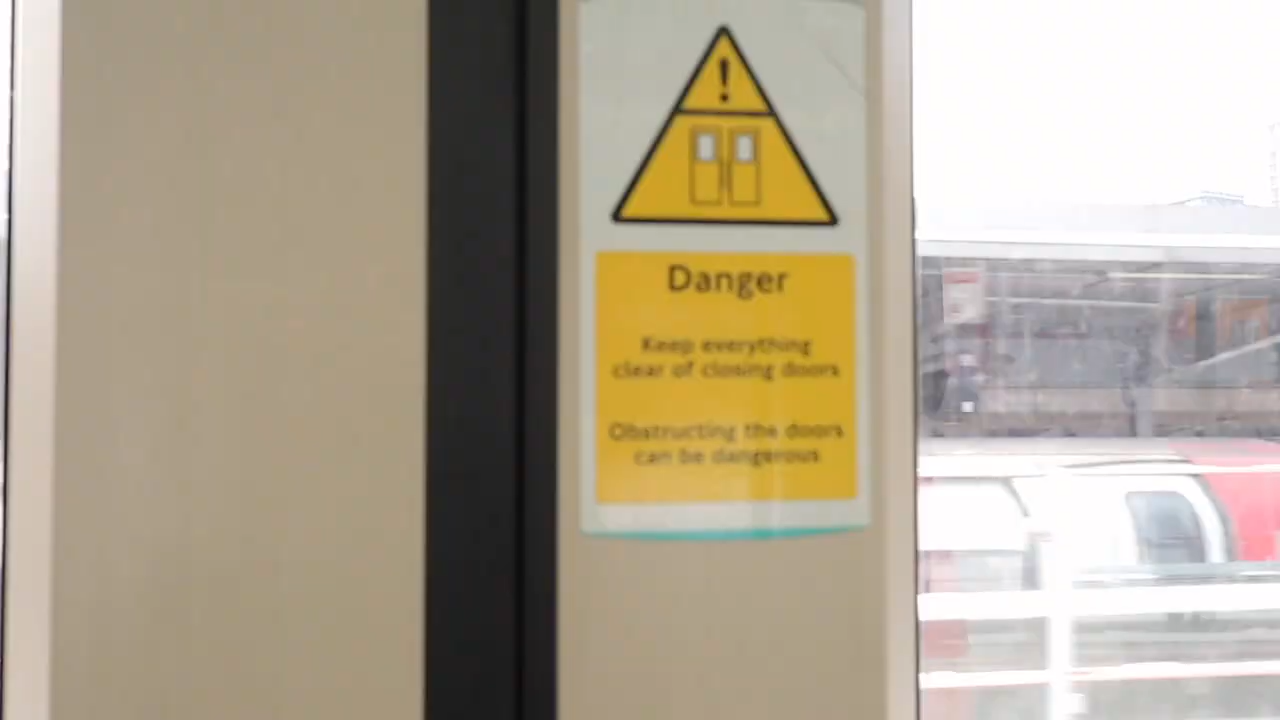 !
Danger
Keep everything
clear of closing doors
Obstructing the doors
can be dangerous